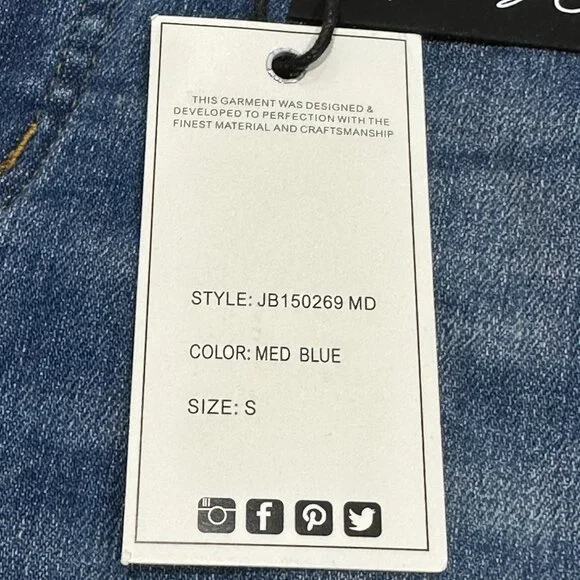 THIS GARMENT WAS DESIGNED &
DEVELOPED TO PERFECTION WITH THE
FINEST MATERIAL AND CRAFTSMANSHIP
STYLE: JB150269 MD
COLOR: MED BLUE
SIZE: S